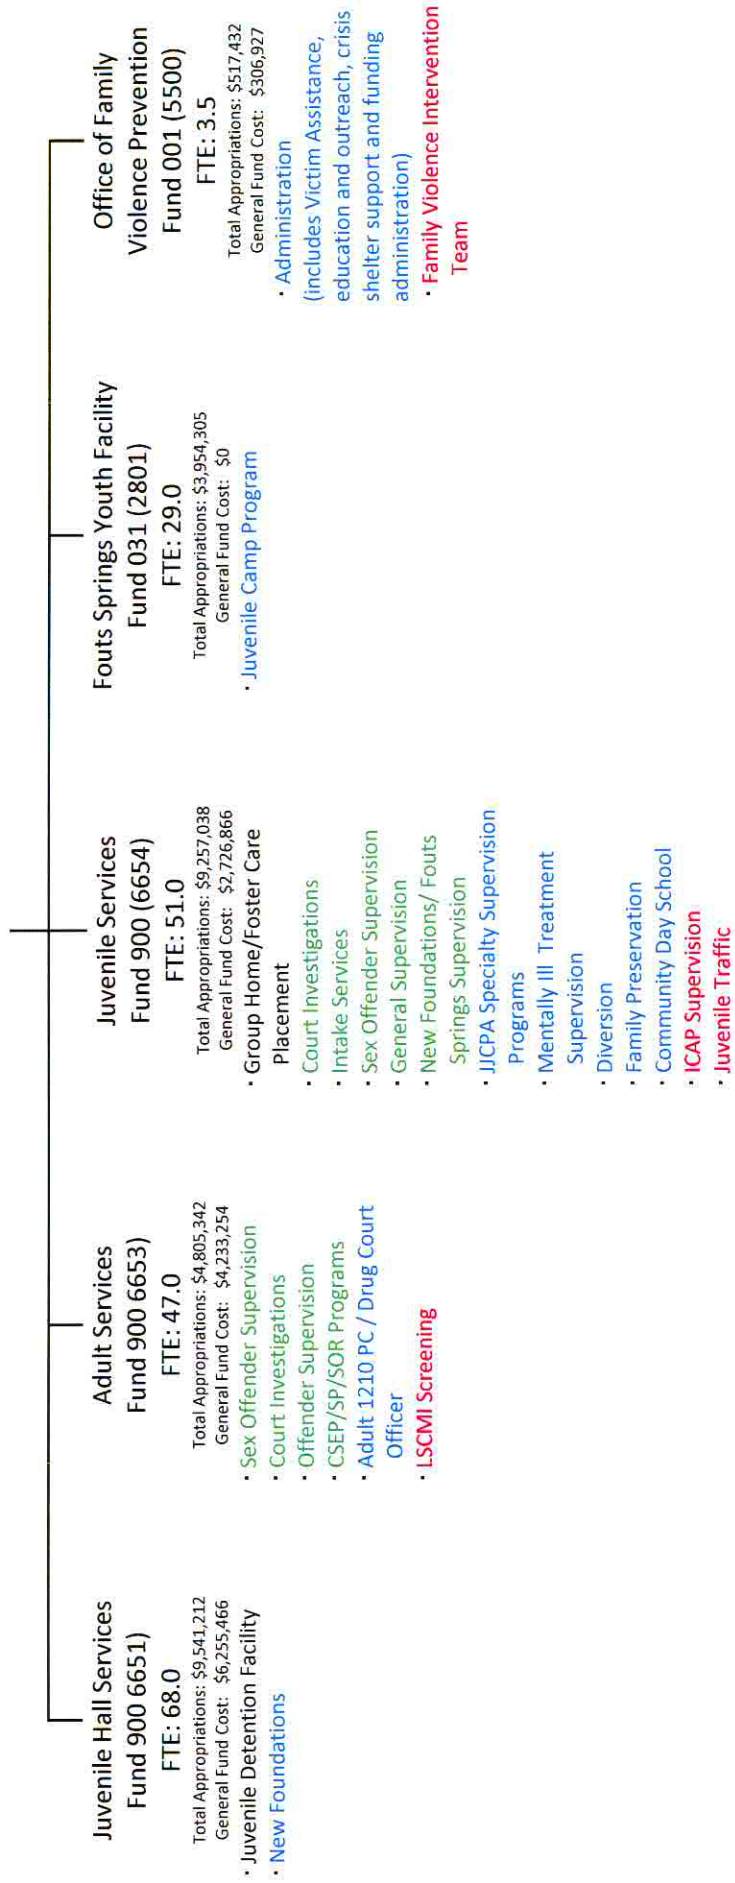 Juvenile Hall Services
Fund 900 6651)
FTE: 68.0
Total Appropriations: $9,541,212
General Fund Cost: $6,255,466
· Juvenile Detention Facility
· New Foundations
Adult Services
Fund 900 6653)
FTE: 47.0
Total Appropriations: $4,805,342
General Fund Cost: $4,233,254
· Sex Offender Supervision
· Court Investigations
· Offender Supervision
· CSEP/SP/SOR Programs
· Adult 1210 PC / Drug Court
Officer
· LSCMI Screening
Juvenile Services
Fund 900 (6654)
FTE: 51.0
Total Appropriations: $9,257,038
General Fund Cost: $2,726,866
· Group Home/Foster Care
Placement
· Court Investigations
· Intake Services
· Sex Offender Supervision
· General Supervision
· New Foundations/ Fouts
Springs Supervision
· JJCPA Specialty Supervision
Programs
· Mentally Ill Treatment
Supervision
· Diversion
· Family Preservation
· Community Day School
· ICAP Supervision
· Juvenile Traffic
Fouts Springs Youth Facility
Fund 031 (2801)
FTE: 29.0
Total Appropriations: $3,954,305
General Fund Cost: $0
· Juvenile Camp Program
Office of Family
Violence Prevention
Fund 001 (5500)
FTE: 3.5
Total Appropriations: $517,432
General Fund Cost: $306,927
· Administration
(includes Victim Assistance,
education and outreach, crisis
shelter support and funding
administration)
· Family Violence Intervention
Team